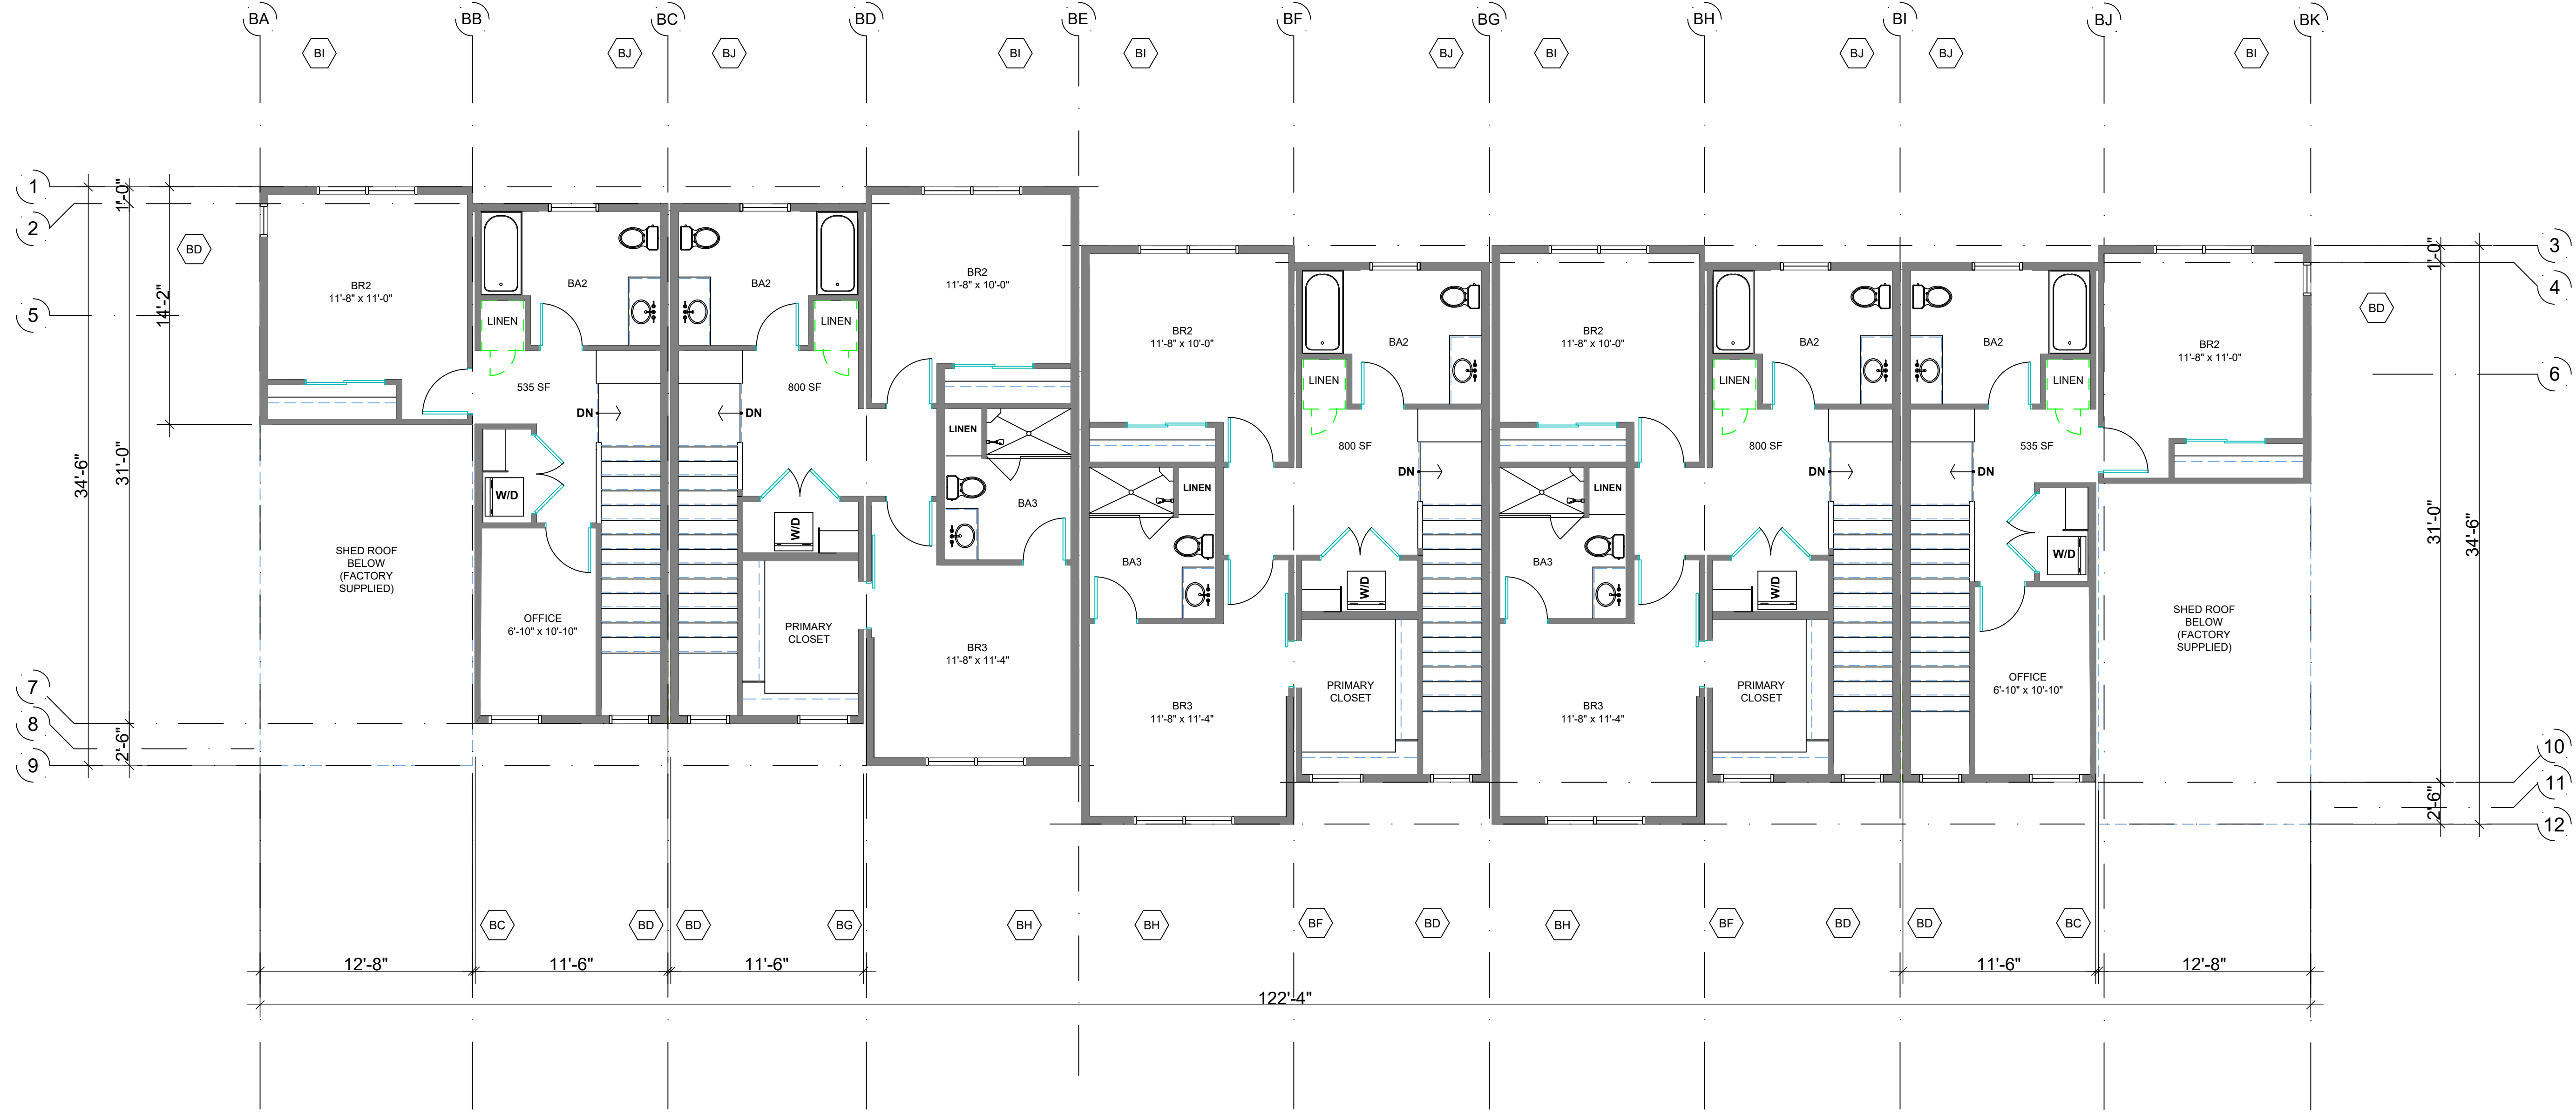 BA BB BC BD BE BF BG BH BI BJ BK
BI BJ BJ BI BI BJ BI BJ BJ BI
1
2
5
7
8
9
3
4
6
10
11
12
BD
BD
1'-0"
14'-2"
31'-0"
34'-6"
2'-6"
1'-0"
31'-0"
34'-6"
2'-6"
BR2
11'-8" x 11'-0"
BA2
LINEN
535 SF
DN
W/D
OFFICE
6'-10" x 10'-10"
SHED ROOF
BELOW
(FACTORY
SUPPLIED)
BA2
LINEN
800 SF
DN
W/D
PRIMARY
CLOSET
BR2
11'-8" x 10'-0"
LINEN
BA3
BR3
11'-8" x 11'-4"
BR2
11'-8" x 10'-0"
LINEN
BA3
BR3
11'-8" x 11'-4"
BA2
LINEN
800 SF
DN
W/D
PRIMARY
CLOSET
BR2
11'-8" x 10'-0"
LINEN
BA3
BR3
11'-8" x 11'-4"
BA2
LINEN
800 SF
DN
W/D
PRIMARY
CLOSET
BA2
LINEN
535 SF
DN
W/D
OFFICE
6'-10" x 10'-10"
BR2
11'-8" x 11'-0"
SHED ROOF
BELOW
(FACTORY
SUPPLIED)
BC BD BD BG BH BH BF BD BH BF BD BD BC
12'-8" 11'-6" 11'-6" 11'-6" 12'-8"
122'-4"